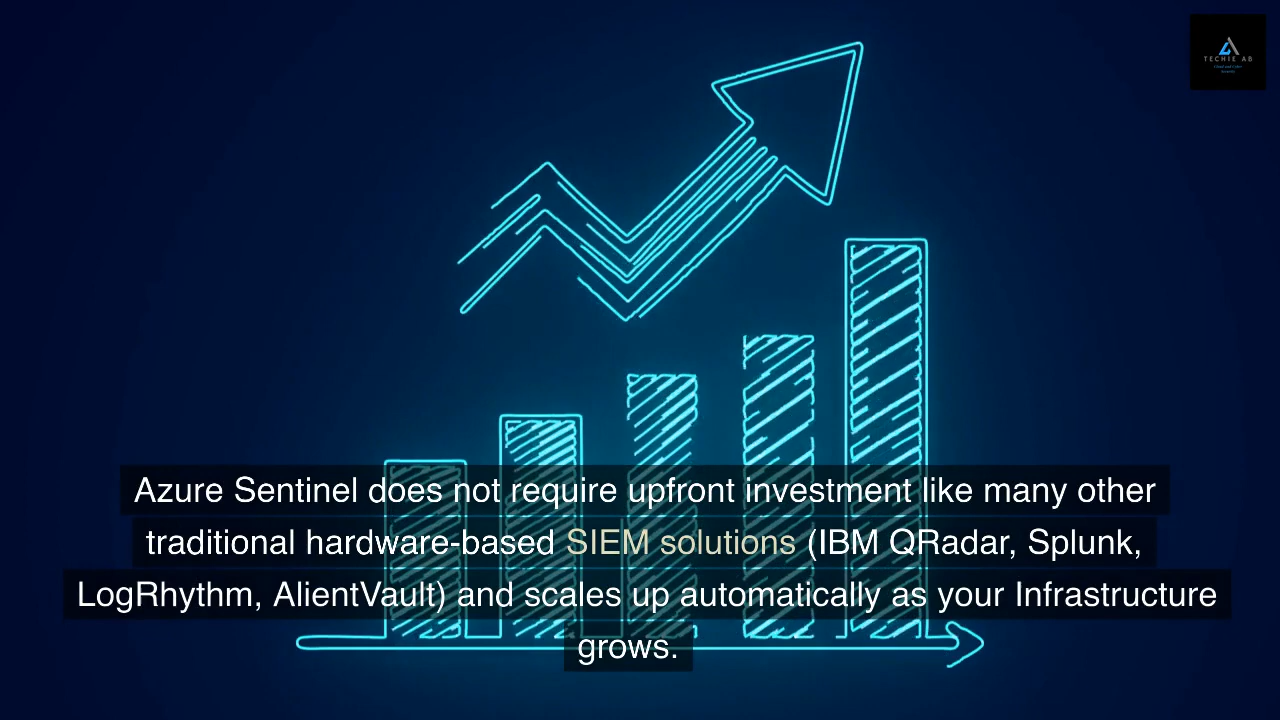 TECHIE AB
Azure Sentinel does not require upfront investment like many other
traditional hardware-based SIEM solutions (IBM QRadar, Splunk,
LogRhythm, AlientVault) and scales up automatically as your Infrastructure
grows.